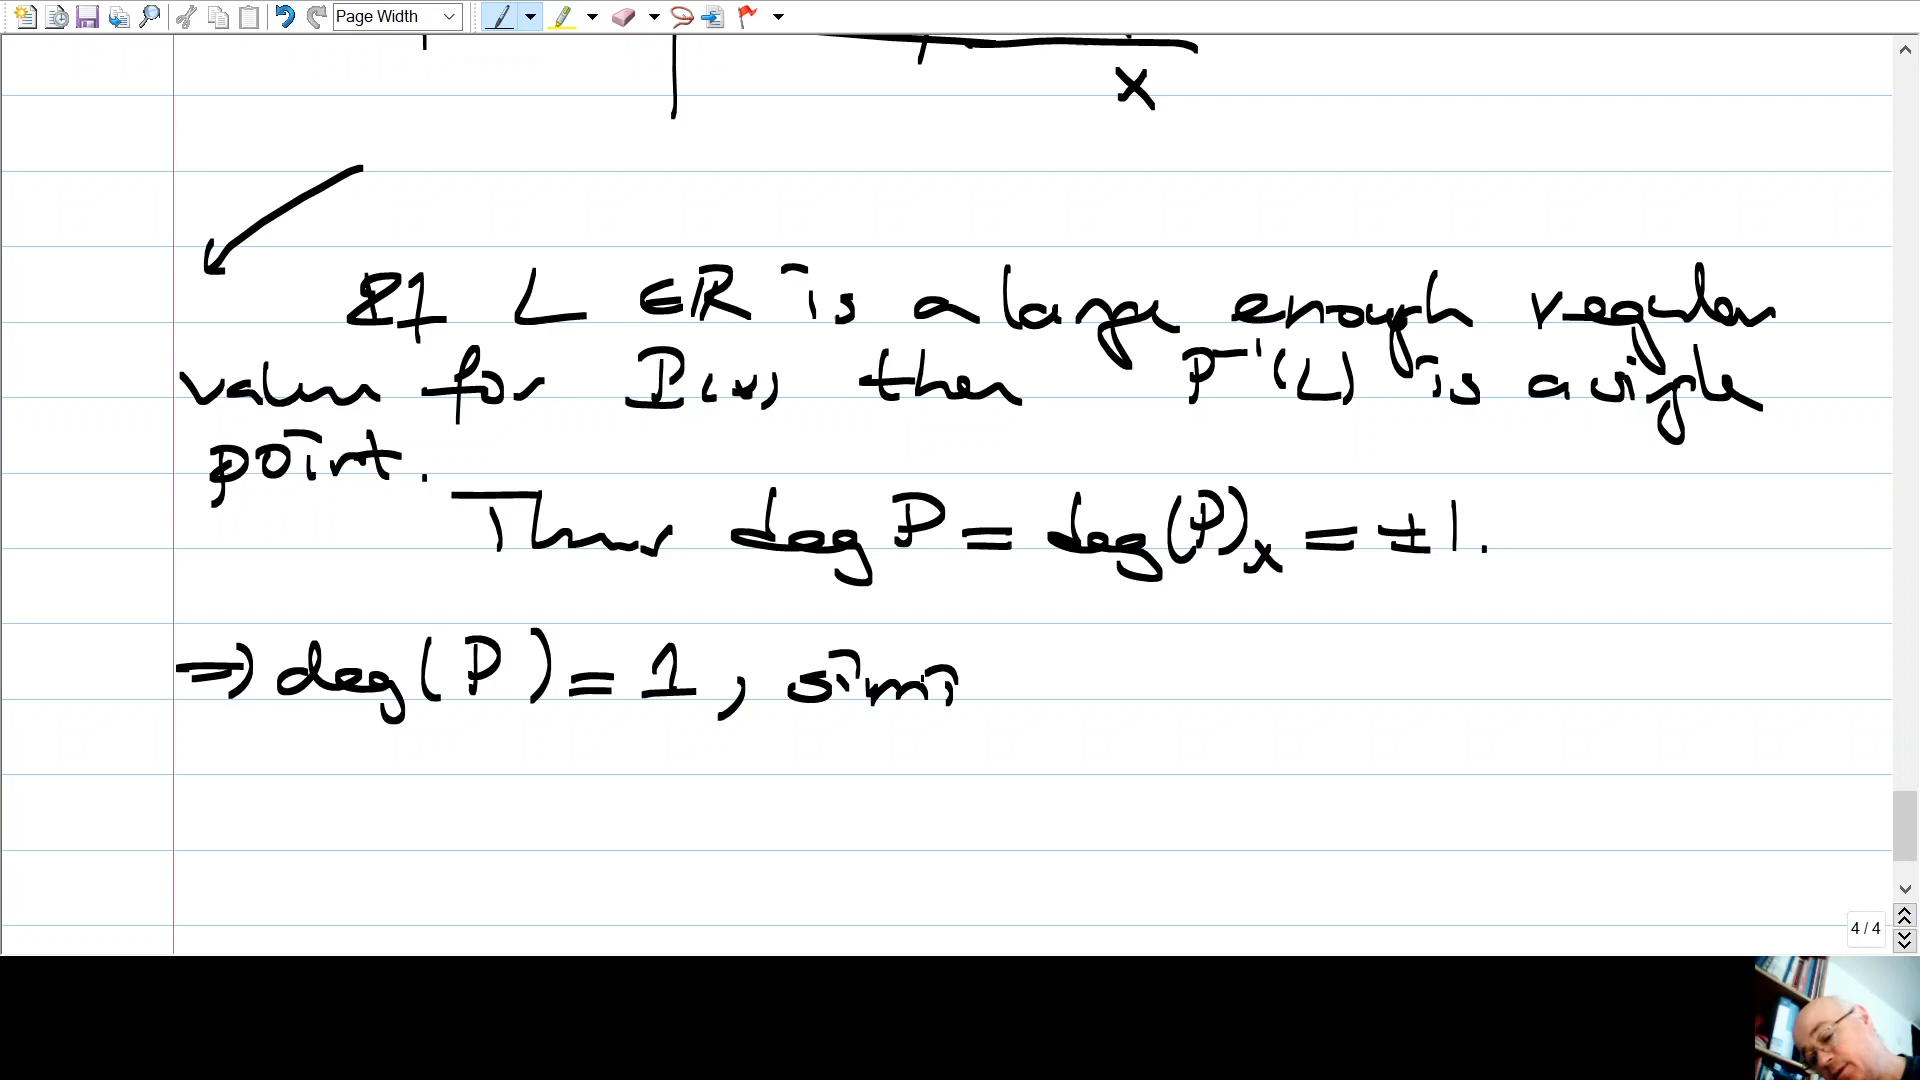 Page Width
x
If L ∈ R is a large enough regular
value for P(x) then P⁻¹(L) is a single
point.
Thus deg P = deg(P)ₓ = ±1.
⇒ deg(P) = 1, simi
4 / 4